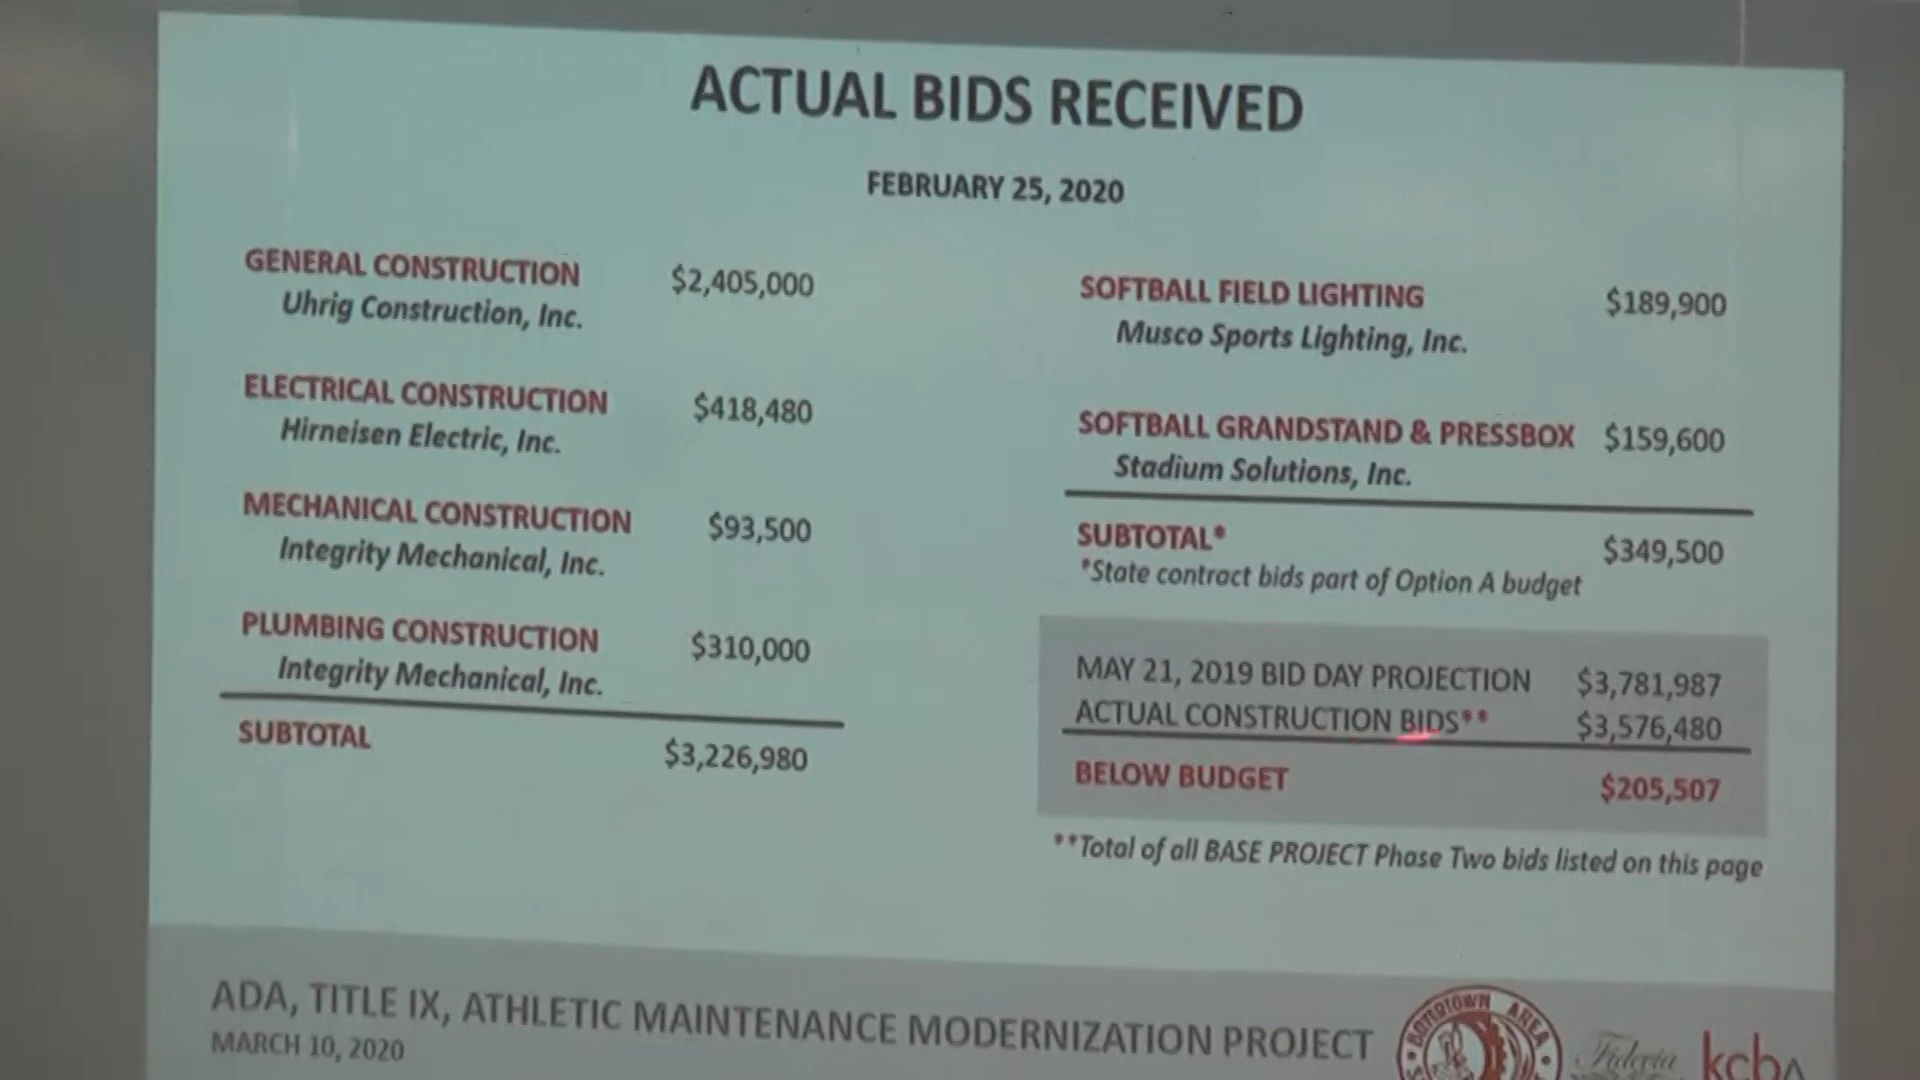 ACTUAL BIDS RECEIVED
FEBRUARY 25, 2020
GENERAL CONSTRUCTION $2,405,000
Uhrig Construction, Inc.
ELECTRICAL CONSTRUCTION $418,480
Hirneisen Electric, Inc.
MECHANICAL CONSTRUCTION $93,500
Integrity Mechanical, Inc.
PLUMBING CONSTRUCTION $310,000
Integrity Mechanical, Inc.
SUBTOTAL $3,226,980
SOFTBALL FIELD LIGHTING $189,900
Musco Sports Lighting, Inc.
SOFTBALL GRANDSTAND & PRESSBOX $159,600
Stadium Solutions, Inc.
SUBTOTAL* $349,500
*State contract bids part of Option A budget
MAY 21, 2019 BID DAY PROJECTION $3,781,987
ACTUAL CONSTRUCTION BIDS** $3,576,480
BELOW BUDGET $205,507
**Total of all BASE PROJECT Phase Two bids listed on this page
ADA, TITLE IX, ATHLETIC MAINTENANCE MODERNIZATION PROJECT
MARCH 10, 2020
BOYERTOWN AREA
Fidevia
kcba